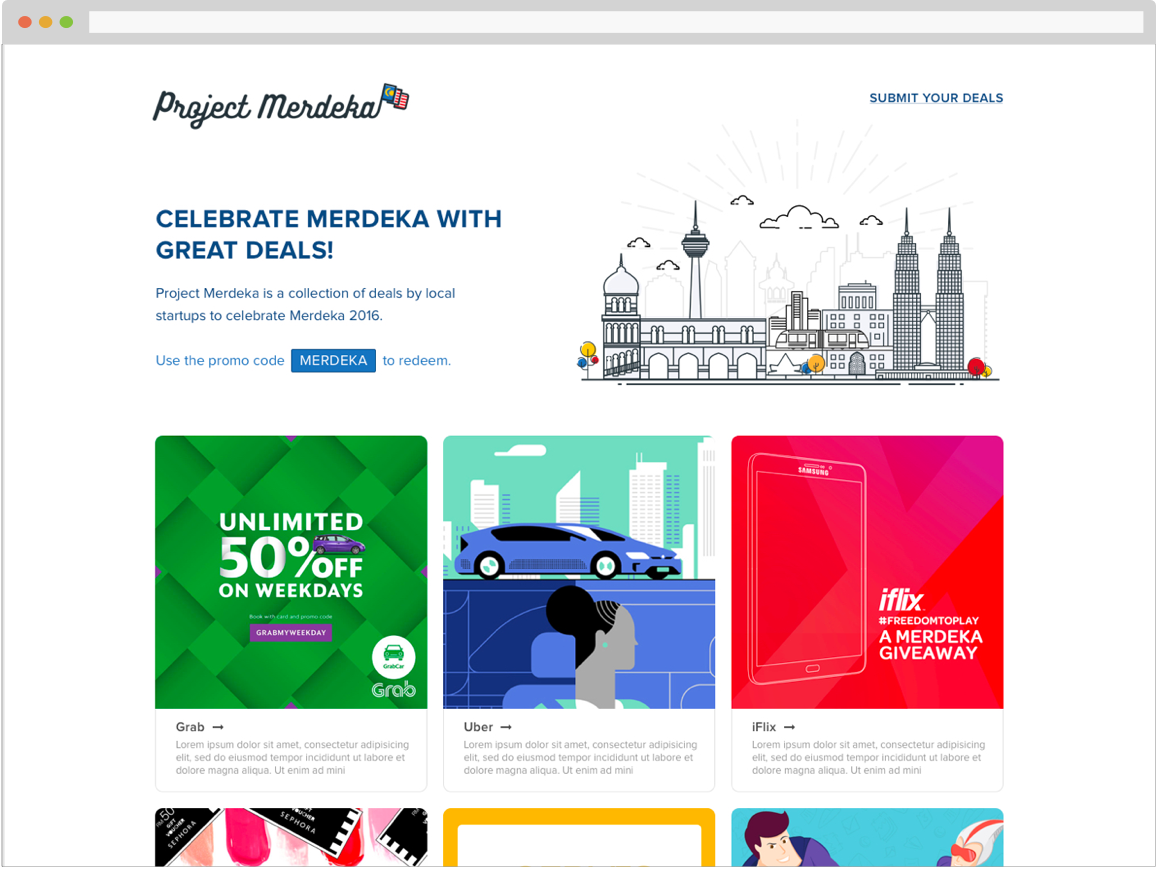 Project Merdeka
SUBMIT YOUR DEALS
CELEBRATE MERDEKA WITH
GREAT DEALS!
Project Merdeka is a collection of deals by local
startups to celebrate Merdeka 2016.
Use the promo code MERDEKA to redeem.
UNLIMITED
50% OFF
ON WEEKDAYS
Book with card and promo code
GRABMYWEEKDAY
GrabCar
Grab
SAMSUNG
iflix
#FREEDOMTOPLAY
A MERDEKA
GIVEAWAY
Grab →
Lorem ipsum dolor sit amet, consectetur adipisicing
elit, sed do eiusmod tempor incididunt ut labore et
dolore magna aliqua. Ut enim ad mini
Uber →
Lorem ipsum dolor sit amet, consectetur adipisicing
elit, sed do eiusmod tempor incididunt ut labore et
dolore magna aliqua. Ut enim ad mini
iFlix →
Lorem ipsum dolor sit amet, consectetur adipisicing
elit, sed do eiusmod tempor incididunt ut labore et
dolore magna aliqua. Ut enim ad mini
GIFT
VOUCHER
SEPHORA
VOUCHER
SEPHORA